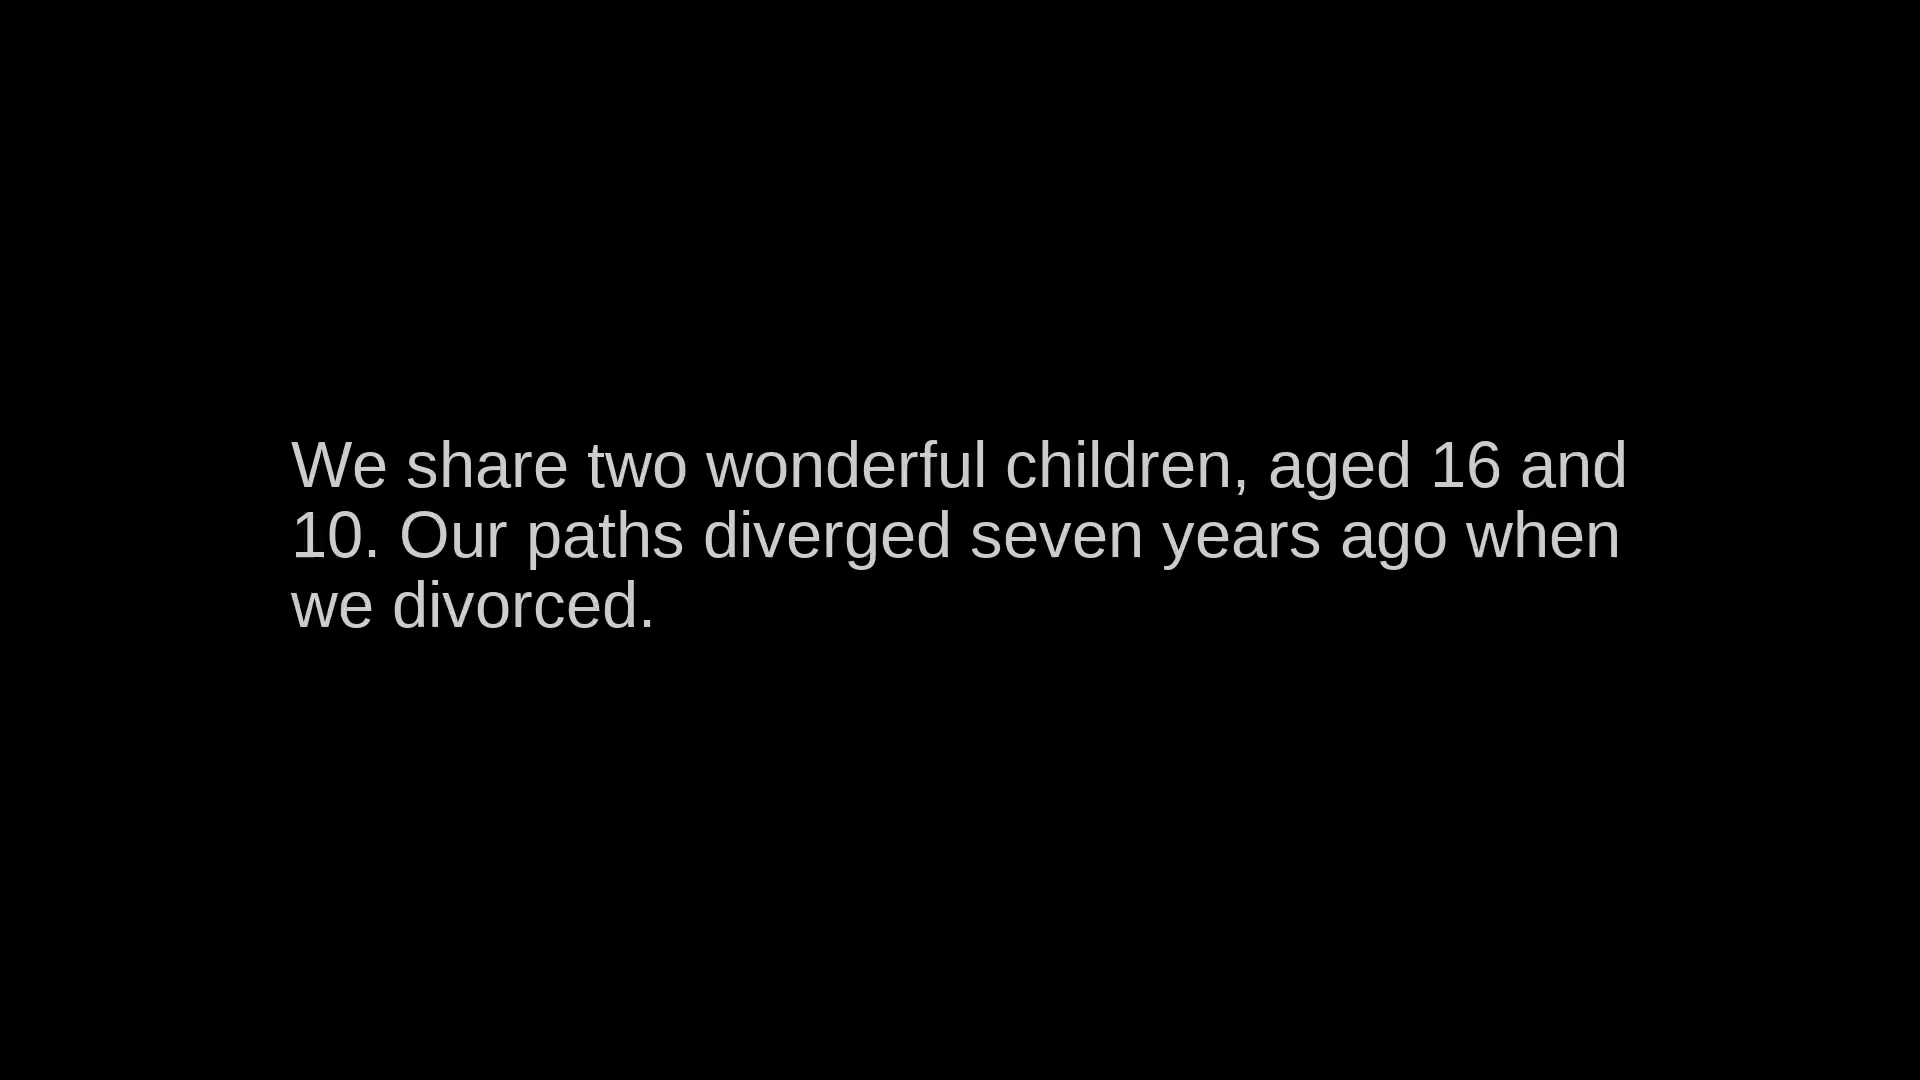 We share two wonderful children, aged 16 and
10. Our paths diverged seven years ago when
we divorced.